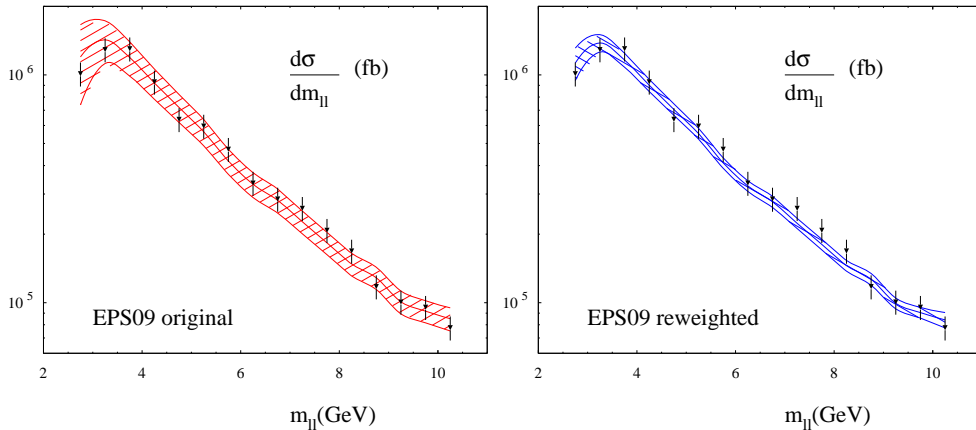 dσ
(fb)
dm_ll
10^6
10^5
EPS09 original
2 4 6 8 10
m_ll(GeV)
dσ
(fb)
dm_ll
10^6
10^5
EPS09 reweighted
2 4 6 8 10
m_ll(GeV)